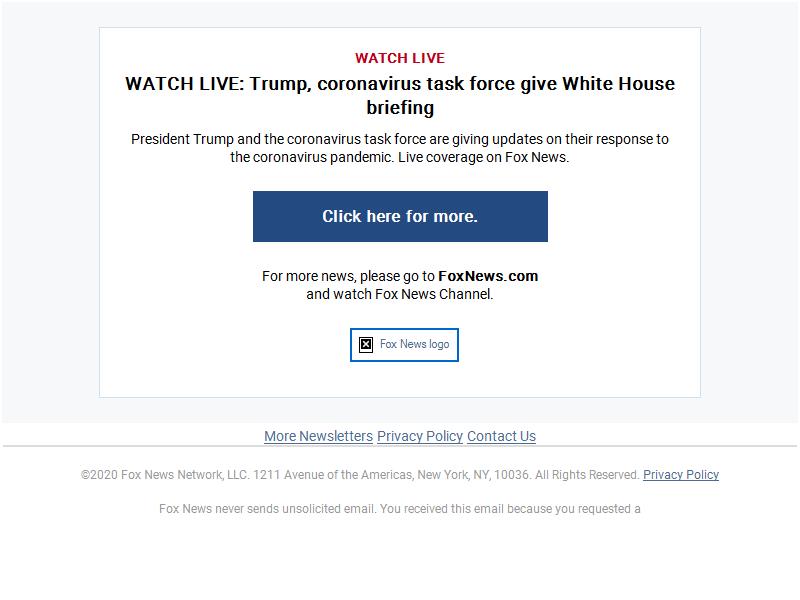 WATCH LIVE
WATCH LIVE: Trump, coronavirus task force give White House
briefing
President Trump and the coronavirus task force are giving updates on their response to
the coronavirus pandemic. Live coverage on Fox News.
Click here for more.
For more news, please go to FoxNews.com
and watch Fox News Channel.
Fox News logo
More Newsletters Privacy Policy Contact Us
©2020 Fox News Network, LLC. 1211 Avenue of the Americas, New York, NY, 10036. All Rights Reserved. Privacy Policy
Fox News never sends unsolicited email. You received this email because you requested a